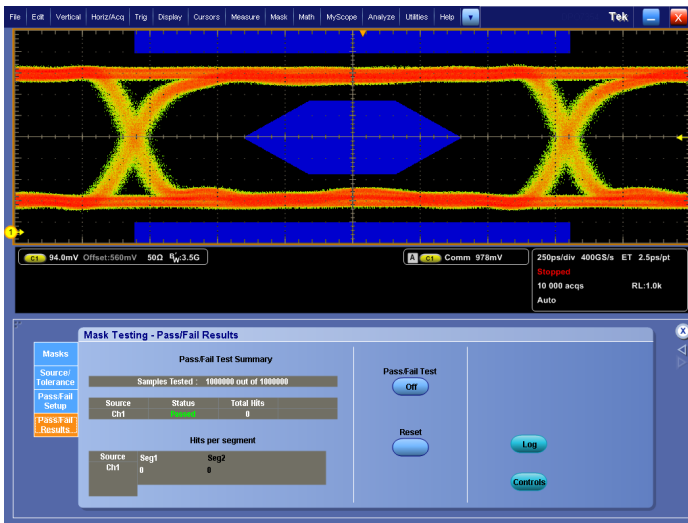 File Edit Vertical Horiz/Acq Trig Display Cursors Measure Mask Math MyScope Analyze Utilities Help Tek X
1
C1 94.0mV Offset:560mV 50Ω BW:3.5G
A C1 Comm 978mV
250ps/div 400GS/s ET 2.5ps/pt
Stopped
10 000 acqs RL:1.0k
Auto
Mask Testing - Pass/Fail Results
X
Masks
Source/
Tolerance
Pass/Fail
Setup
Pass/Fail
Results
Pass/Fail Test Summary
Samples Tested : 1000000 out of 1000000
Source Status Total Hits
Ch1 Passed 0
Hits per segment
Source Seg1 Seg2
Ch1 0 0
Pass/Fail Test
Off
Reset
Log
Controls